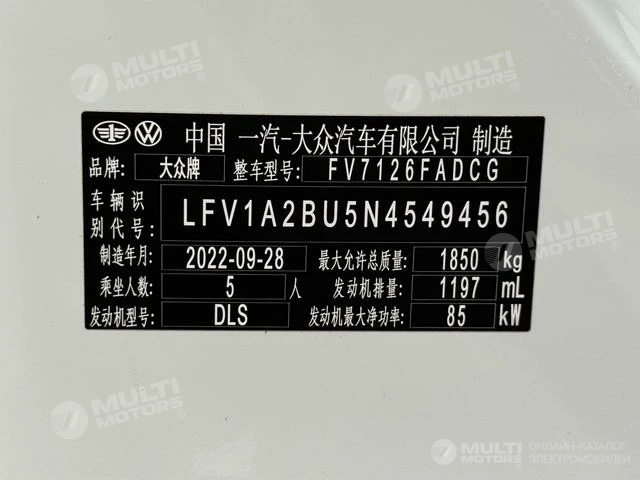 MULTI MOTORS®
MULTI MOTORS®
MULTI MOTORS®
中国 一汽-大众汽车有限公司 制造
品牌: 大众牌 整车型号: FV7126FADCG
车辆识别代号: LFV1A2BU5N4549456
制造年月: 2022-09-28 最大允许总质量: 1850 kg
乘坐人数: 5 人 发动机排量: 1197 mL
发动机型号: DLS 发动机最大净功率: 85 kW
MULTI MOTORS®
MULTI MOTORS®
MULTI MOTORS
ОНЛАЙН-КАТАЛОГ
ЭЛЕКТРОМОБИЛЕЙ